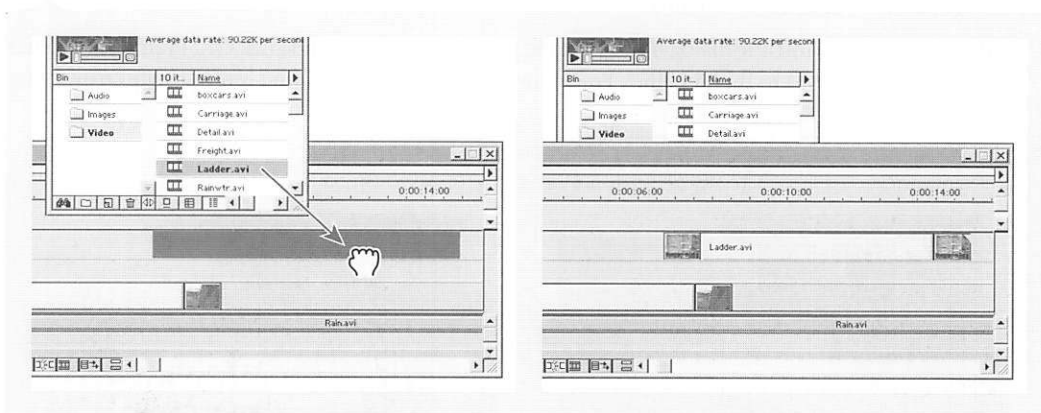 Average data rate: 90.22K per secon
Bin 10 it... Name
Audio boxcars.avi
Images Carriage.avi
Video Detail.avi
Freight.avi
Ladder.avi
Rainwtr.avi
0:00:14:00
Rain.avi
Average data rate: 90.22K per secon
Bin 10 it... Name
Audio boxcars.avi
Images Carriage.avi
Video Detail.avi
0:00:06:00 0:00:10:00 0:00:14:00
Ladder.avi
Rain.avi